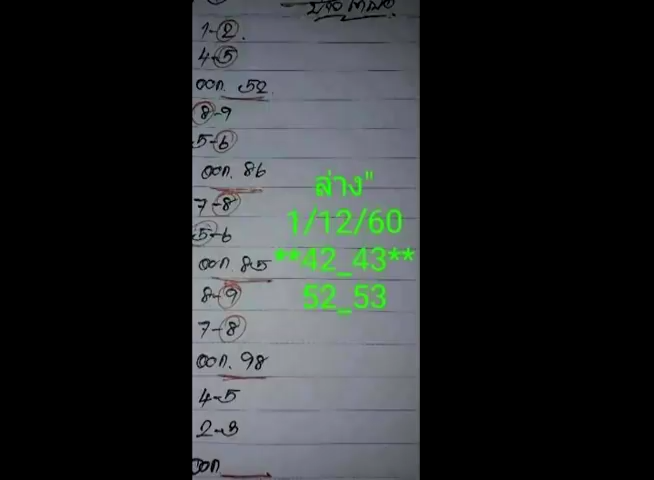 1-2.
4-5
ออก. 52.
8-9
5-6
ออก. 86
7-8
5-6
ออก. 85
8-9
7-8
ออก. 98
4-5
2-3
ออก
ล่าง"
1/12/60
**42_43**
52_53